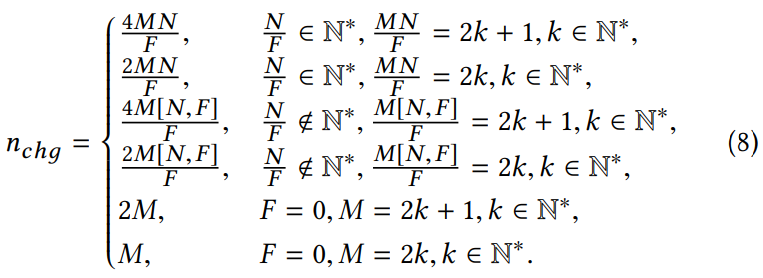 n_{chg} = \begin{cases} \frac{4MN}{F}, & \frac{N}{F} \in \mathbb{N}^*, \frac{MN}{F} = 2k + 1, k \in \mathbb{N}^*, \\
\frac{2MN}{F}, & \frac{N}{F} \in \mathbb{N}^*, \frac{MN}{F} = 2k, k \in \mathbb{N}^*, \\
\frac{4M[N,F]}{F}, & \frac{N}{F} \notin \mathbb{N}^*, \frac{M[N,F]}{F} = 2k + 1, k \in \mathbb{N}^*, \\
\frac{2M[N,F]}{F}, & \frac{N}{F} \notin \mathbb{N}^*, \frac{M[N,F]}{F} = 2k, k \in \mathbb{N}^*, \\
2M, & F = 0, M = 2k + 1, k \in \mathbb{N}^*, \\
M, & F = 0, M = 2k, k \in \mathbb{N}^*. \end{cases} (8)